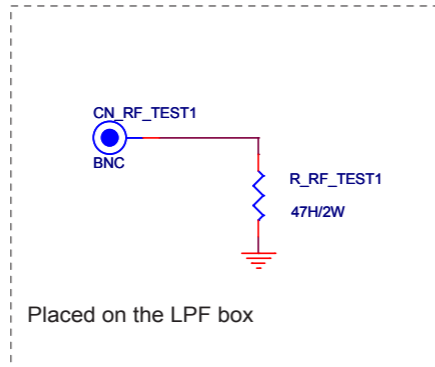 CN_RF_TEST1
BNC
R_RF_TEST1
47H/2W
Placed on the LPF box